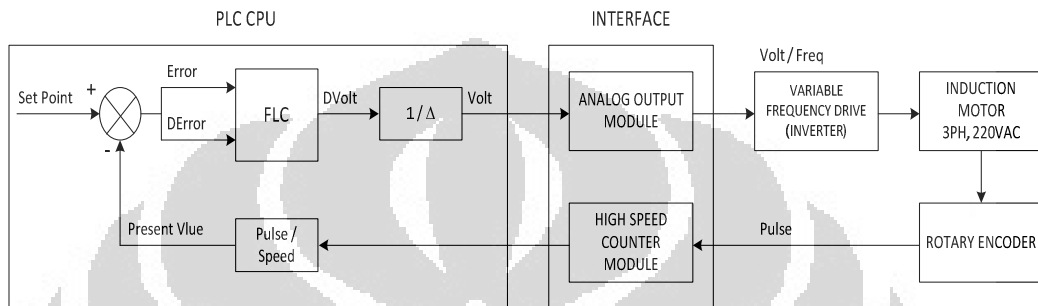 PLC CPU
INTERFACE
Set Point
+
-
Error
DError
FLC
DVolt
1/Δ
Volt
ANALOG OUTPUT
MODULE
Volt/Freq
VARIABLE
FREQUENCY DRIVE
(INVERTER)
INDUCTION
MOTOR
3PH, 220VAC
Present Vlue
Pulse /
Speed
HIGH SPEED
COUNTER
MODULE
Pulse
ROTARY ENCODER